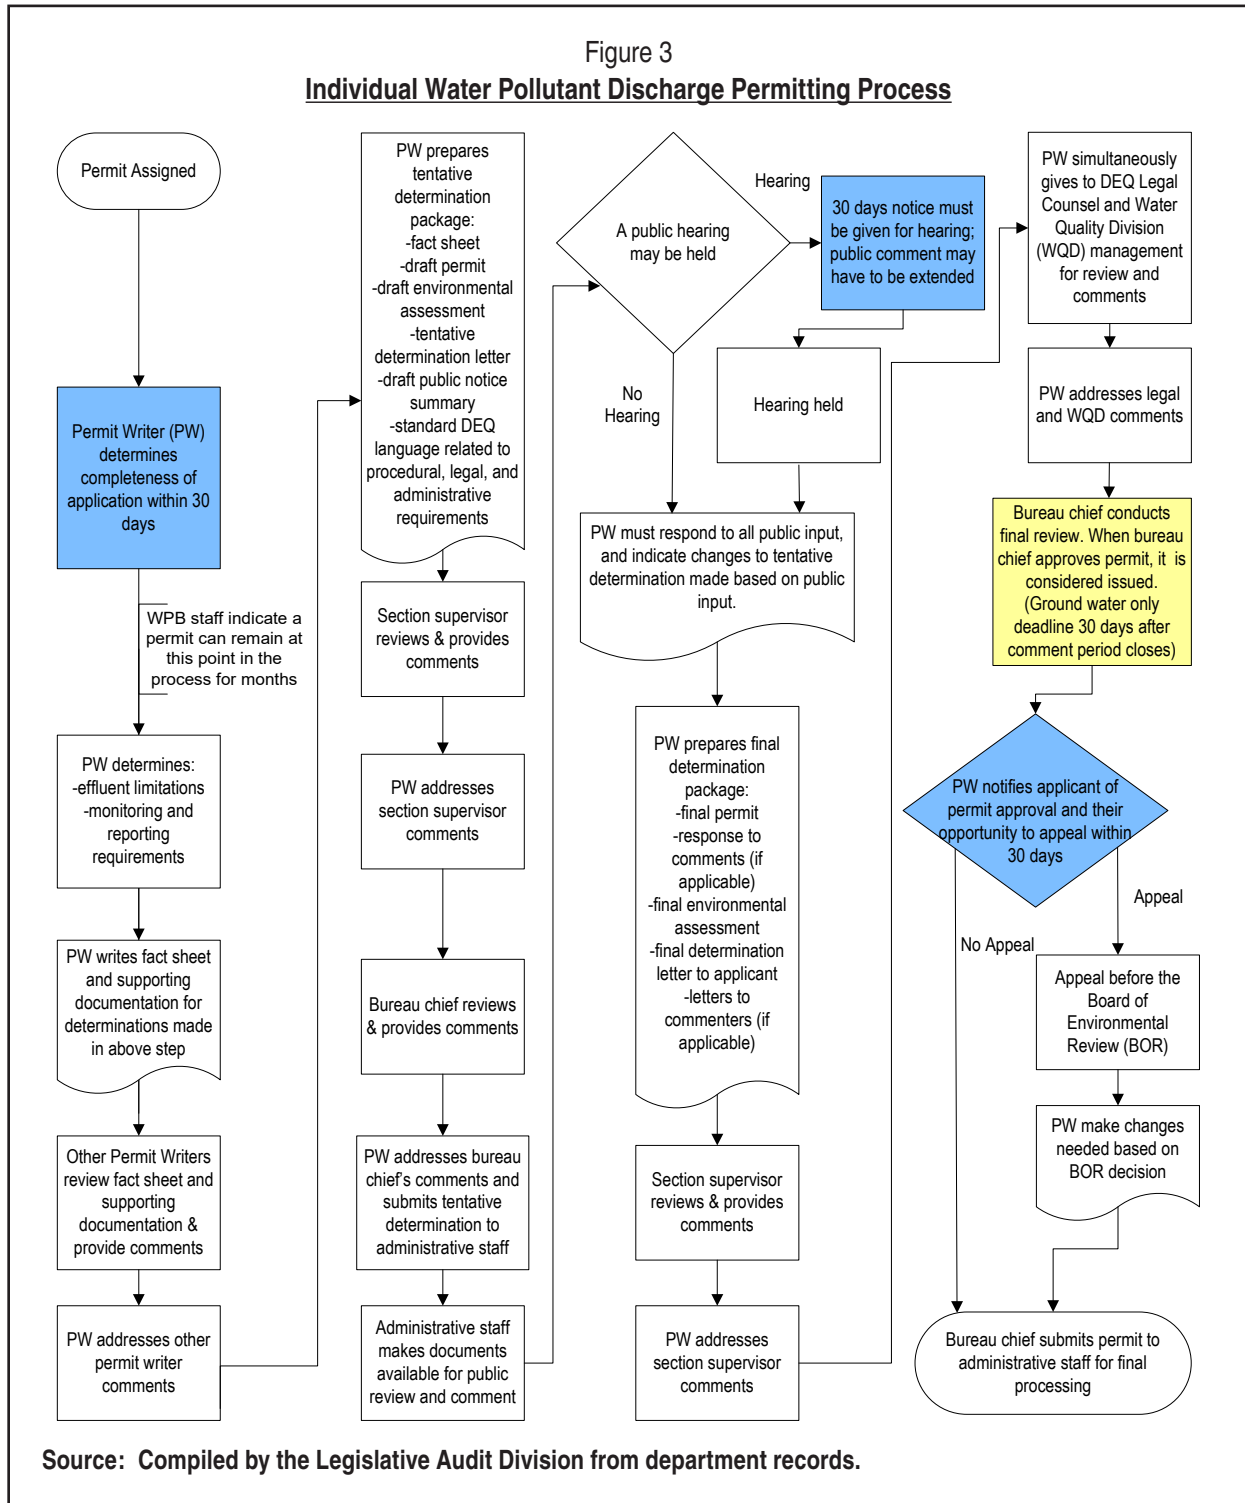 Figure 3
Individual Water Pollutant Discharge Permitting Process
Permit Assigned
Permit Writer (PW)
determines
completeness of
application within 30
days
WPB staff indicate a
permit can remain at
this point in the
process for months
PW determines:
-effluent limitations
-monitoring and
reporting
requirements
PW writes fact sheet
and supporting
documentation for
determinations made
in above step
Other Permit Writers
review fact sheet and
supporting
documentation &
provide comments
PW addresses other
permit writer
comments
PW prepares
tentative
determination
package:
-fact sheet
-draft permit
-draft environmental
assessment
-tentative
determination letter
-draft public notice
summary
-standard DEQ
language related to
procedural, legal, and
administrative
requirements
Section supervisor
reviews & provides
comments
PW addresses
section supervisor
comments
Bureau chief reviews
& provides comments
PW addresses bureau
chief's comments and
submits tentative
determination to
administrative staff
Administrative staff
makes documents
available for public
review and comment
A public hearing
may be held
Hearing
No
Hearing
30 days notice must
be given for hearing;
public comment may
have to be extended
Hearing held
PW must respond to all public input,
and indicate changes to tentative
determination made based on public
input.
PW prepares final
determination
package:
-final permit
-response to
comments (if
applicable)
-final environmental
assessment
-final determination
letter to applicant
-letters to
commenters (if
applicable)
Section supervisor
reviews & provides
comments
PW addresses
section supervisor
comments
PW simultaneously
gives to DEQ Legal
Counsel and Water
Quality Division
(WQD) management
for review and
comments
PW addresses legal
and WQD comments
Bureau chief conducts
final review. When bureau
chief approves permit, it is
considered issued.
(Ground water only
deadline 30 days after
comment period closes)
PW notifies applicant of
permit approval and their
opportunity to appeal within
30 days
Appeal
No Appeal
Appeal before the
Board of
Environmental
Review (BOR)
PW make changes
needed based on
BOR decision
Bureau chief submits permit to
administrative staff for final
processing
Source: Compiled by the Legislative Audit Division from department records.